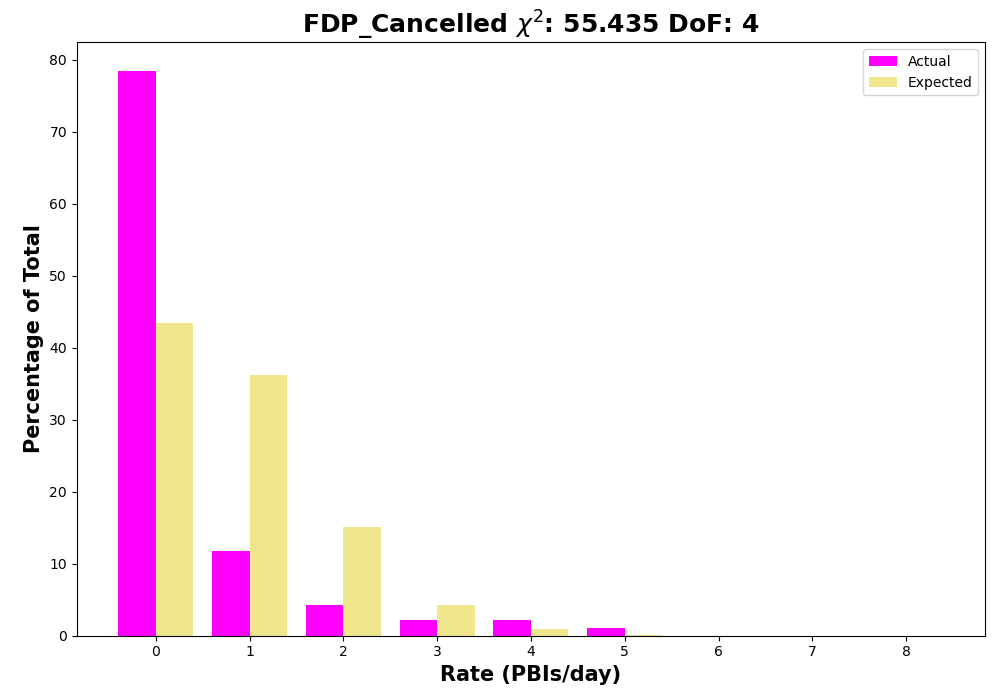 FDP_Cancelled χ²: 55.435 DoF: 4
Actual
Expected
Percentage of Total
80
70
60
50
40
30
20
10
0
0 1 2 3 4 5 6 7 8
Rate (PBIs/day)